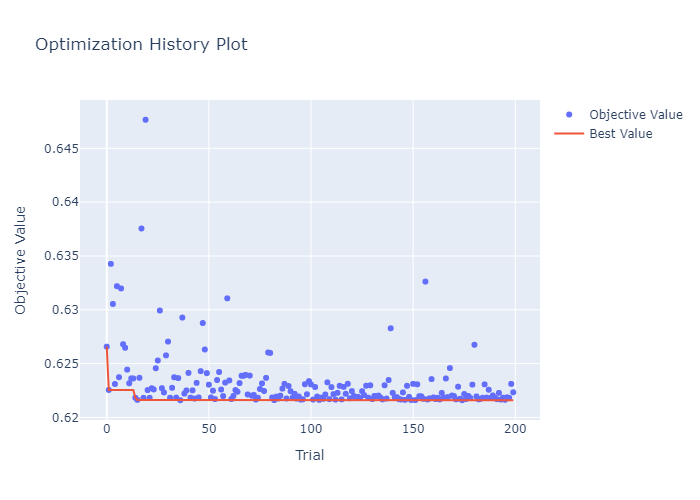 Optimization History Plot
Objective Value
Best Value
0.645
0.64
0.635
0.63
0.625
0.62
Objective Value
0
50
100
150
200
Trial